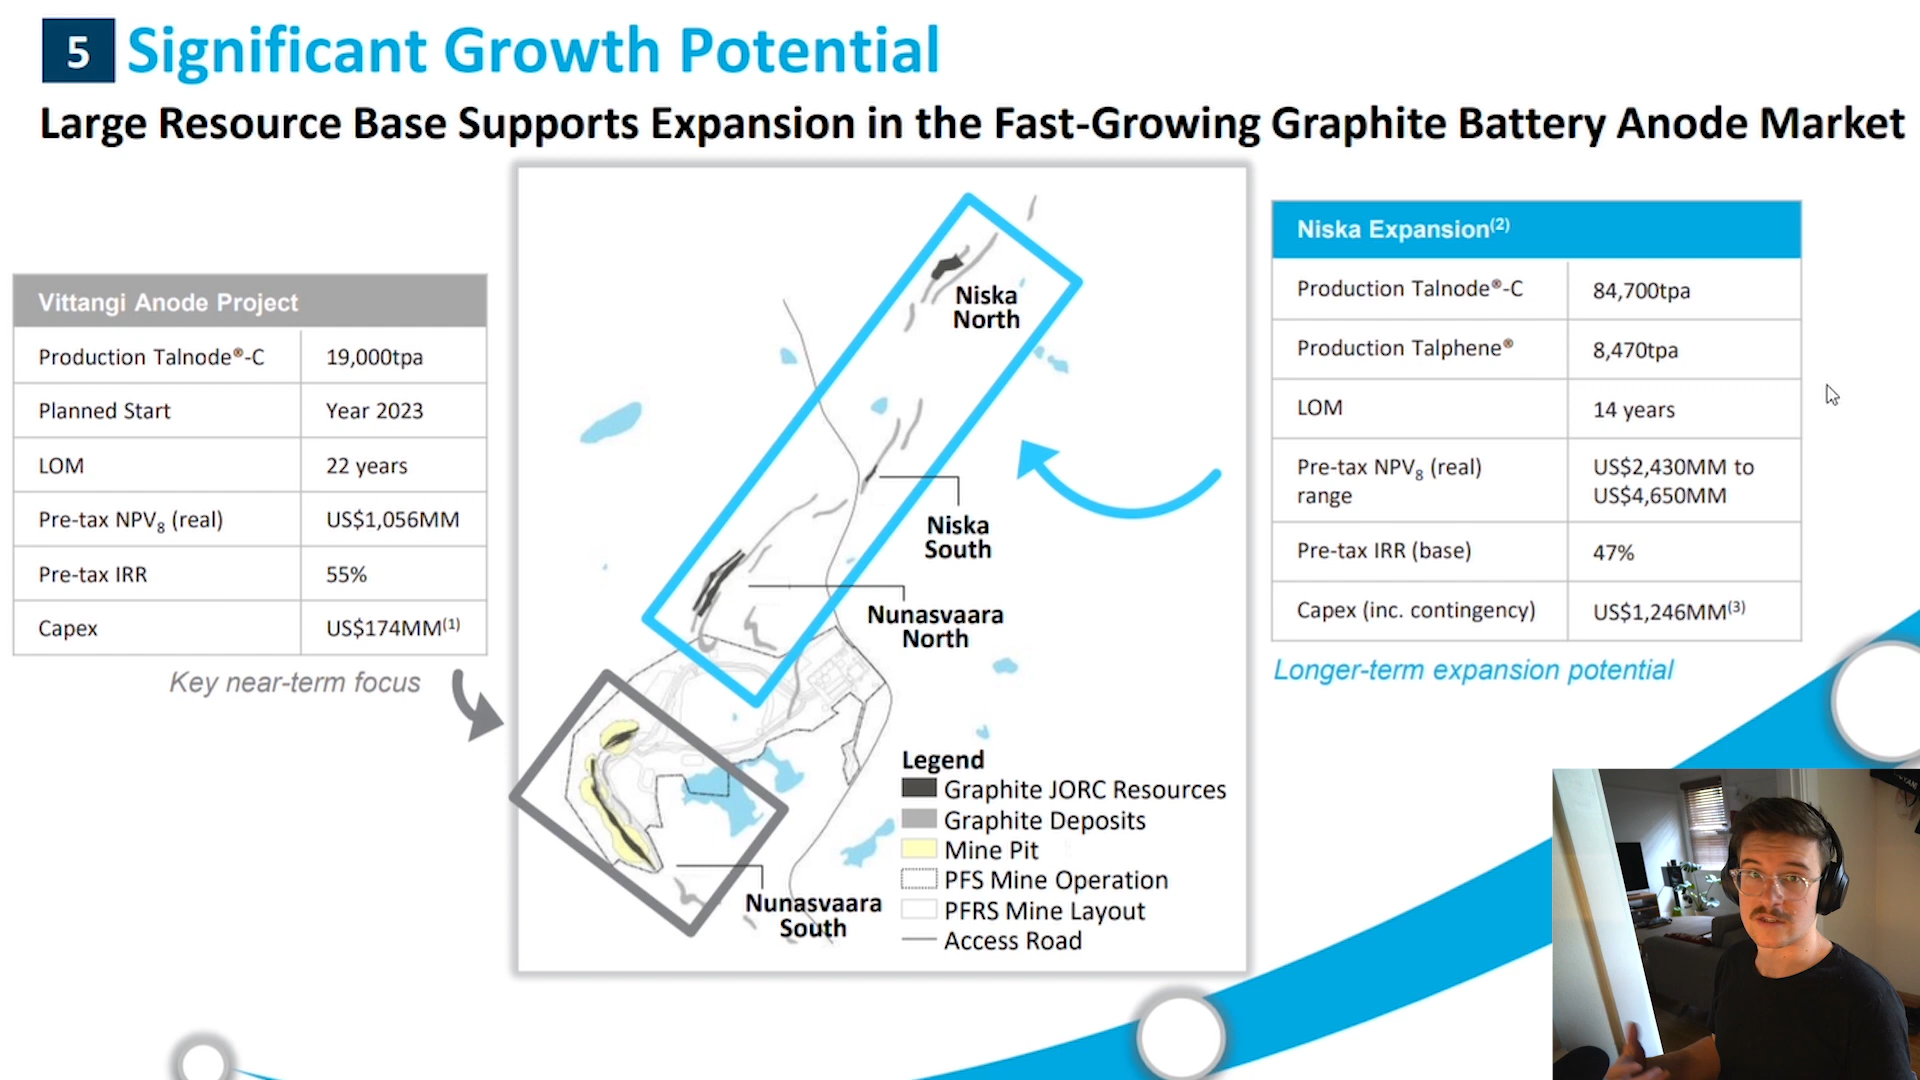 5 Significant Growth Potential
Large Resource Base Supports Expansion in the Fast-Growing Graphite Battery Anode Market
Vittangi Anode Project
Production Talnode®-C 19,000tpa
Planned Start Year 2023
LOM 22 years
Pre-tax NPV8 (real) US$1,056MM
Pre-tax IRR 55%
Capex US$174MM(1)
Key near-term focus
Niska
North
Niska
South
Nunasvaara
North
Nunasvaara
South
Legend
Graphite JORC Resources
Graphite Deposits
Mine Pit
PFS Mine Operation
PFRS Mine Layout
Access Road
Niska Expansion(2)
Production Talnode®-C 84,700tpa
Production Talphene® 8,470tpa
LOM 14 years
Pre-tax NPV8 (real) US$2,430MM to
range US$4,650MM
Pre-tax IRR (base) 47%
Capex (inc. contingency) US$1,246MM(3)
Longer-term expansion potential